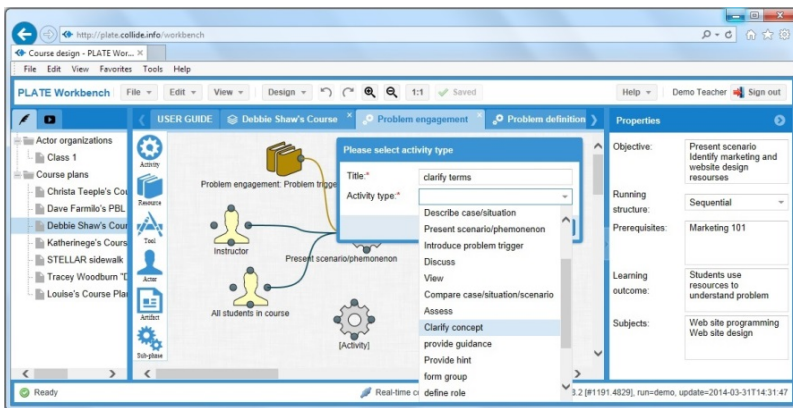 http://plate.collide.info/workbench
Course design - PLATE Wor...
File Edit View Favorites Tools Help
PLATE Workbench File Edit View Design 1:1 Saved Help Demo Teacher Sign out
USER GUIDE Debbie Shaw's Course Problem engagement Problem definition Properties
Actor organizations
Class 1
Course plans
Christa Teeple's Cou
Dave Farmilo's PBL
Debbie Shaw's Cour
Katherinege's Cours
STELLAR sidewalk
Tracey Woodburn "D
Louise's Course Plan
Activity
Resource
Tool
Actor
Artifact
Sub-phase
Problem engagement: Problem trigge
Instructor
Present scenario/phemonenon
All students in course
[Activity]
Please select activity type
Title:* clarify terms
Activity type:*
Describe case/situation
Present scenario/phemonenon
Introduce problem trigger
Discuss
View
Compare case/situation/scenario
Assess
Clarify concept
provide guidance
Provide hint
form group
define role
Objective: Present scenario
Identify marketing and
website design
resourses
Running
structure: Sequential
Prerequisites: Marketing 101
Learning
outcome: Students use
resources to
understand problem
Subjects: Web site programming
Web site design
Ready
Real-time co
3.2 [#1191.4829], run=demo, update=2014-03-31T14:31:47